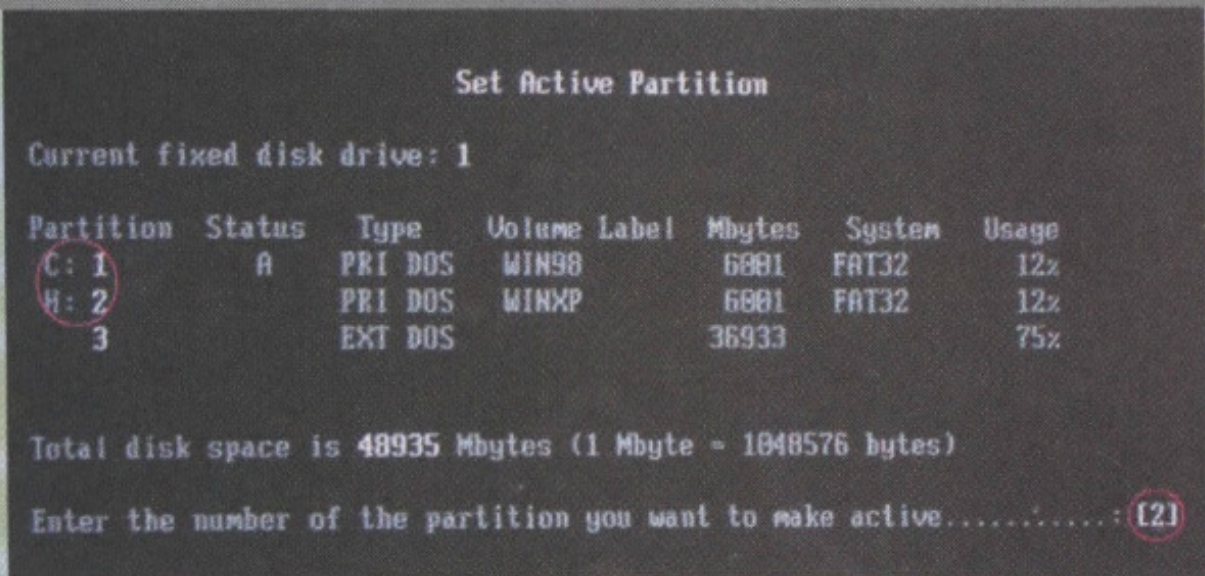 Set Active Partition
Current fixed disk drive: 1
Partition Status Type Volume Label Mbytes System Usage
C: 1 A PRI DOS WIN98 6001 FAT32 12%
H: 2 PRI DOS WINXP 6001 FAT32 12%
3 EXT DOS 36933 75%
Total disk space is 48935 Mbytes (1 Mbyte = 1048576 bytes)
Enter the number of the partition you want to make active............: [2]